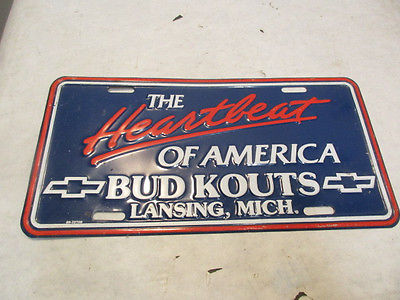 THE
Heartbeat
OF AMERICA
BUD KOUTS
LANSING, MICH.